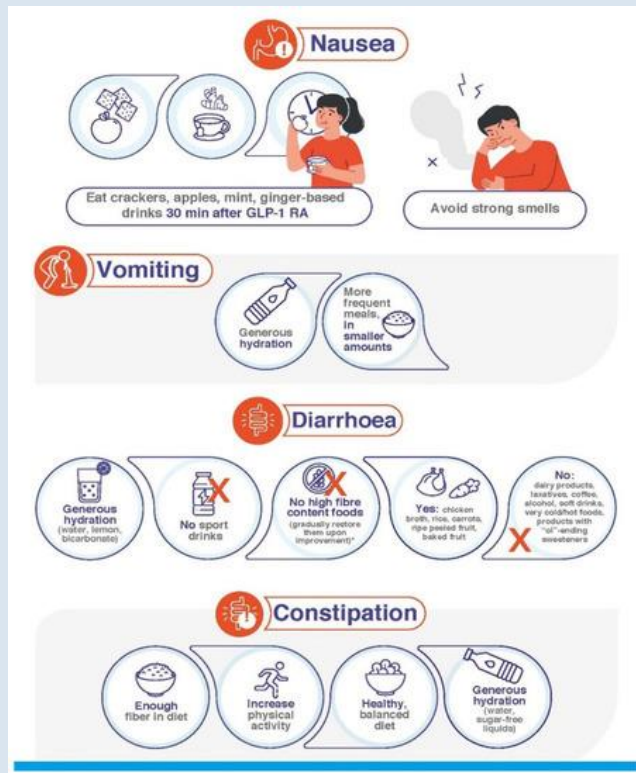 Nausea
Eat crackers, apples, mint, ginger-based
drinks 30 min after GLP-1 RA
Avoid strong smells
Vomiting
Generous
hydration
More
frequent
meals,
in
smaller
amounts
Diarrhoea
Generous
hydration
(water, lemon,
bicarbonate)
No sport
drinks
No high fibre
content foods
(gradually restore
them upon
improvement)*
Yes: chicken
broth, rice, carrots,
ripe peeled fruit,
baked fruit
No:
dairy products,
laxatives, coffee,
alcohol, soft drinks,
very cold/hot foods,
products with
"ol"-ending
sweeteners
Constipation
Enough
fiber in diet
Increase
physical
activity
Healthy,
balanced
diet
Generous
hydration
(water,
sugar-free
liquids)